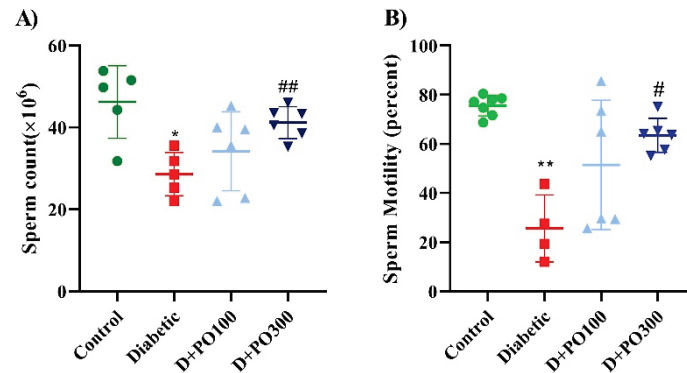 A)
Sperm count(×10⁶)
60
40
20
0
*
##
Control
Diabetic
D+PO100
D+PO300
B)
Sperm Motility (percent)
100
80
60
40
20
0
**
#
Control
Diabetic
D+PO100
D+PO300